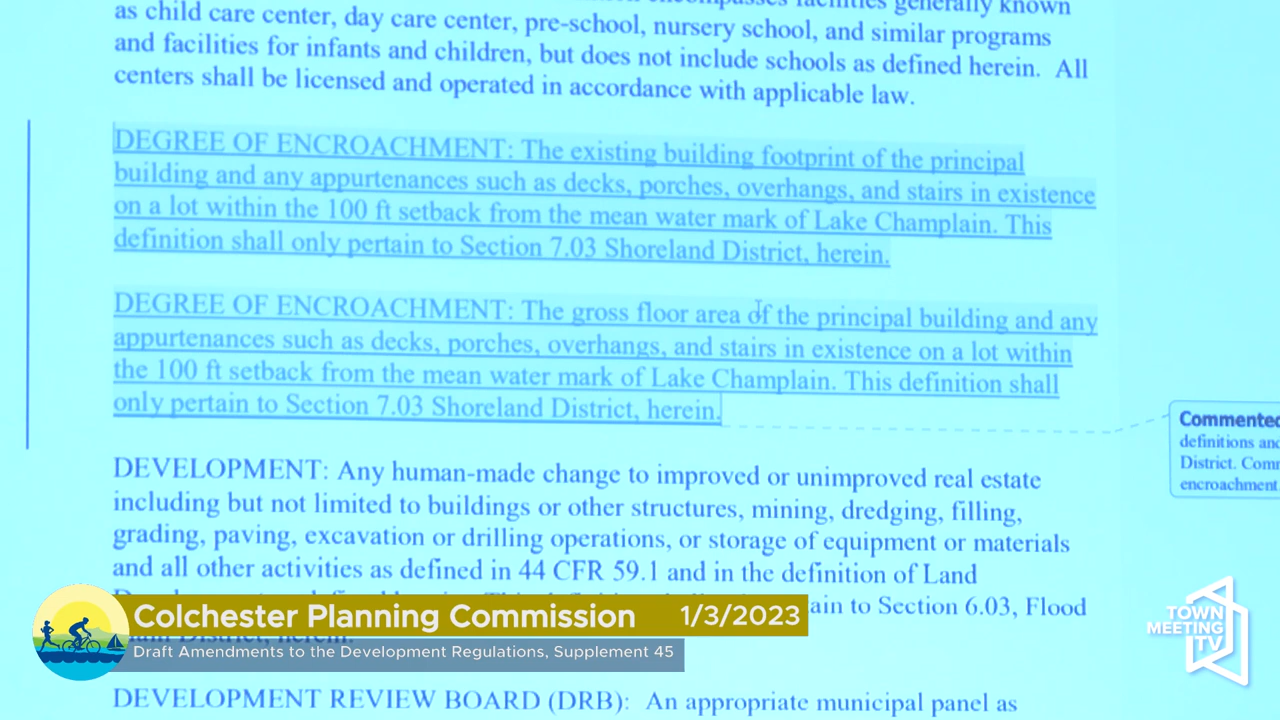 encompasses facilities generally known
as child care center, day care center, pre-school, nursery school, and similar programs
and facilities for infants and children, but does not include schools as defined herein. All
centers shall be licensed and operated in accordance with applicable law.
DEGREE OF ENCROACHMENT: The existing building footprint of the principal
building and any appurtenances such as decks, porches, overhangs, and stairs in existence
on a lot within the 100 ft setback from the mean water mark of Lake Champlain. This
definition shall only pertain to Section 7.03 Shoreland District, herein.
DEGREE OF ENCROACHMENT: The gross floor area of the principal building and any
appurtenances such as decks, porches, overhangs, and stairs in existence on a lot within
the 100 ft setback from the mean water mark of Lake Champlain. This definition shall
only pertain to Section 7.03 Shoreland District, herein.
Commented
definitions and
District. Com
encroachment.
DEVELOPMENT: Any human-made change to improved or unimproved real estate
including but not limited to buildings or other structures, mining, dredging, filling,
grading, paving, excavation or drilling operations, or storage of equipment or materials
and all other activities as defined in 44 CFR 59.1 and in the definition of Land
ain to Section 6.03, Flood
District, herein.
Colchester Planning Commission 1/3/2023
Draft Amendments to the Development Regulations, Supplement 45
TOWN
MEETING
TV
DEVELOPMENT REVIEW BOARD (DRB): An appropriate municipal panel as